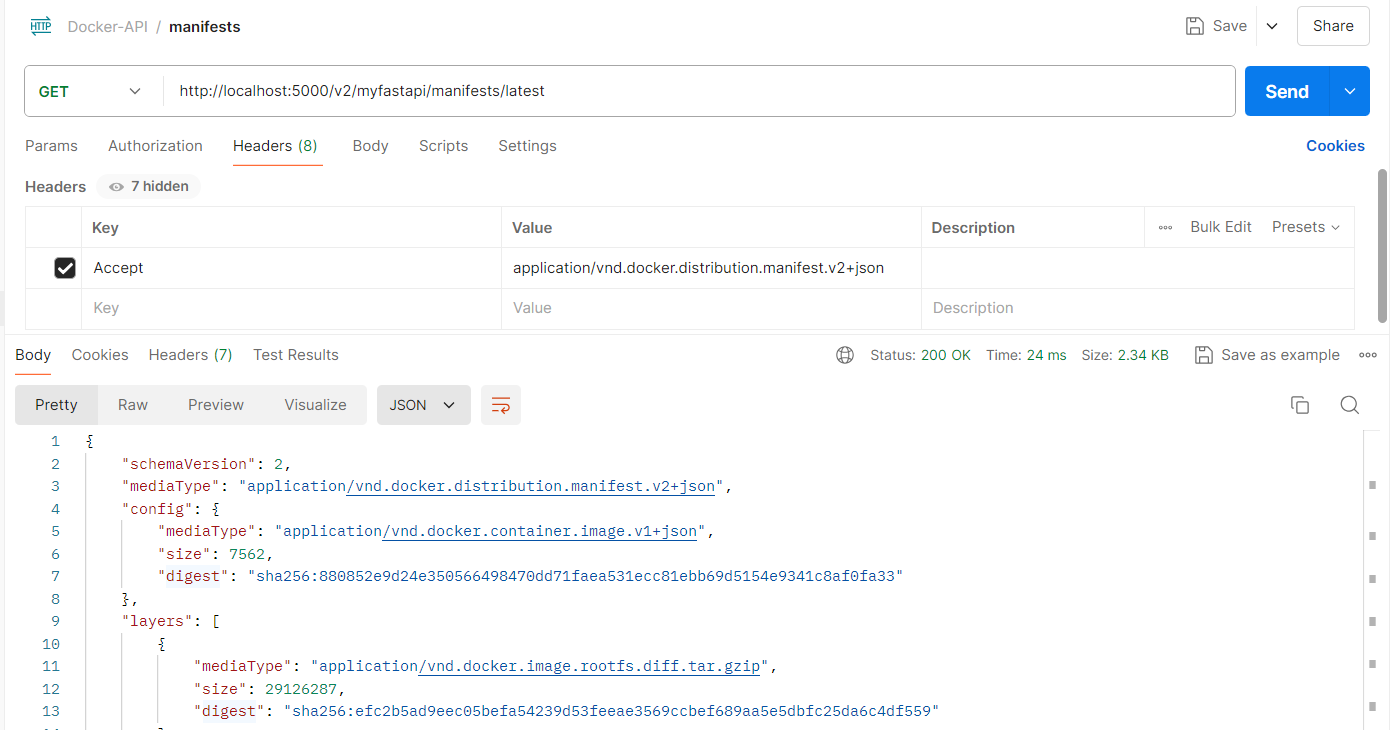 HTTP Docker-API / manifests Save Share
GET http://localhost:5000/v2/myfastapi/manifests/latest Send
Params Authorization Headers (8) Body Scripts Settings Cookies
Headers 7 hidden
Key Value Description Bulk Edit Presets
Accept application/vnd.docker.distribution.manifest.v2+json
Key Value Description
Body Cookies Headers (7) Test Results Status: 200 OK Time: 24 ms Size: 2.34 KB Save as example
Pretty Raw Preview Visualize JSON
1 {
2 "schemaVersion": 2,
3 "mediaType": "application/vnd.docker.distribution.manifest.v2+json",
4 "config": {
5 "mediaType": "application/vnd.docker.container.image.v1+json",
6 "size": 7562,
7 "digest": "sha256:880852e9d24e350566498470dd71faea531ecc81ebb69d5154e9341c8af0fa33"
8 },
9 "layers": [
10 {
11 "mediaType": "application/vnd.docker.image.rootfs.diff.tar.gzip",
12 "size": 29126287,
13 "digest": "sha256:efc2b5ad9eec05befa54239d53feeae3569ccbef689aa5e5dbfc25da6c4df559"